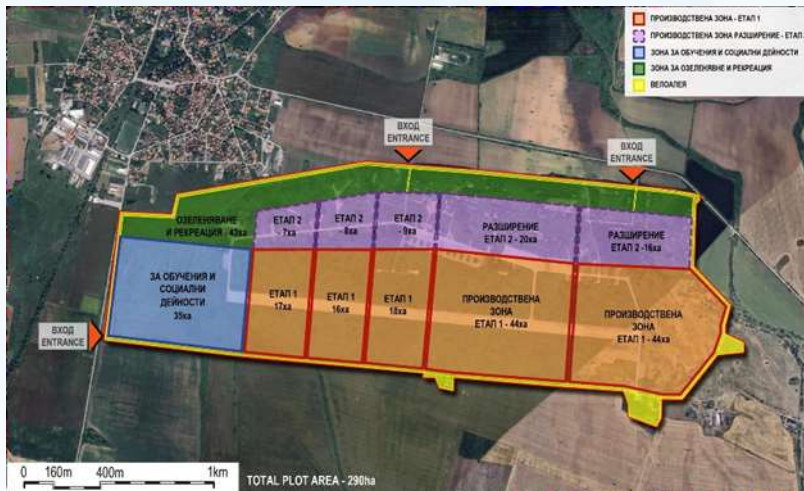 ПРОИЗВОДСТВЕНА ЗОНА - ЕТАП 1
ПРОИЗВОДСТВЕНА ЗОНА РАЗШИРЕНИЕ - ЕТАП
ЗОНА ЗА ОБУЧЕНИЯ И СОЦИАЛНИ ДЕЙНОСТИ
ЗОНА ЗА ОЗЕЛЕНЯВНЕ И РЕКРЕАЦИЯ
ВЕЛОАЛЕЯ
ВХОД
ENTRANCE
ВХОД
ENTRANCE
ОЗЕЛЕНЯВАНЕ
И РЕКРЕАЦИЯ - 43ха
ЕТАП 2
- 7ха
ЕТАП 2
- 8ха
ЕТАП 2
- 9ха
РАЗШИРЕНИЕ
ЕТАП 2 - 20ха
РАЗШИРЕНИЕ
ЕТАП 2 -16ха
ЗА ОБУЧЕНИЯ И
СОЦИАЛНИ
ДЕЙНОСТИ
35ха
ЕТАП 1
17ха
ЕТАП 1
16ха
ЕТАП 1
18ха
ПРОИЗВОДСТВЕНА
ЗОНА
ЕТАП 1 - 44ха
ПРОИЗВОДСТВЕНА
ЗОНА
ЕТАП 1 - 44ха
ВХОД
ENTRANCE
0 160m 400m 1km
TOTAL PLOT AREA - 290ha